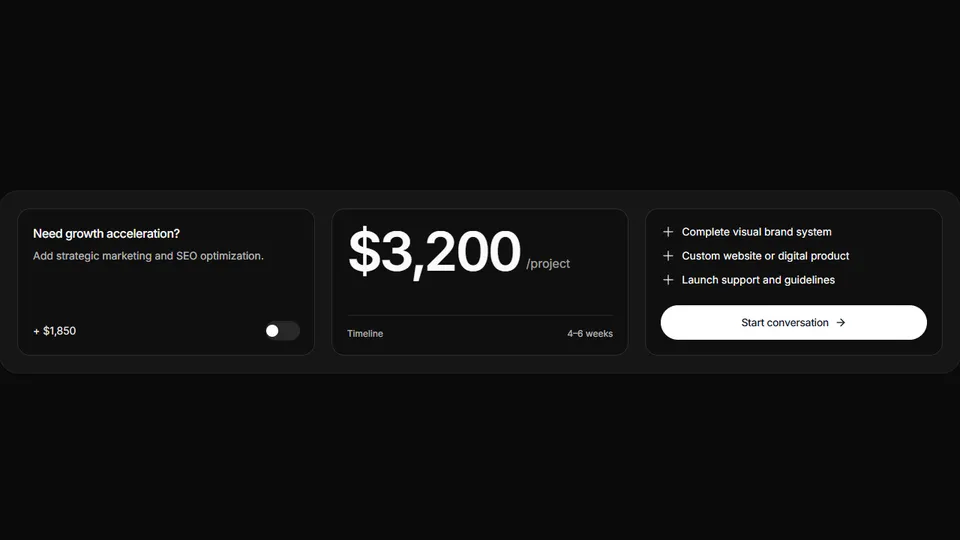 Need growth acceleration?
Add strategic marketing and SEO optimization.
+ $1,850
$3,200 /project
Timeline 4–6 weeks
Complete visual brand system
Custom website or digital product
Launch support and guidelines
Start conversation →